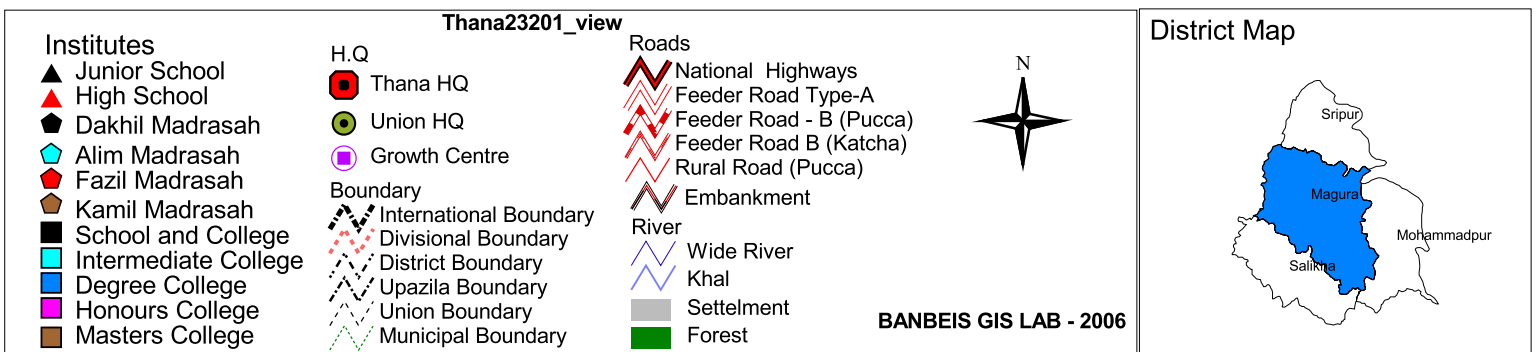 Thana23201_view
Institutes
Junior School
High School
Dakhil Madrasah
Alim Madrasah
Fazil Madrasah
Kamil Madrasah
School and College
Intermediate College
Degree College
Honours College
Masters College
H.Q
Thana HQ
Union HQ
Growth Centre
Boundary
International Boundary
Divisional Boundary
District Boundary
Upazila Boundary
Union Boundary
Municipal Boundary
Roads
National Highways
Feeder Road Type-A
Feeder Road - B (Pucca)
Feeder Road B (Katcha)
Rural Road (Pucca)
Embankment
River
Wide River
Khal
Settelment
Forest
N
BANBEIS GIS LAB - 2006
District Map
Sripur
Magura
Mohammadpur
Salikha